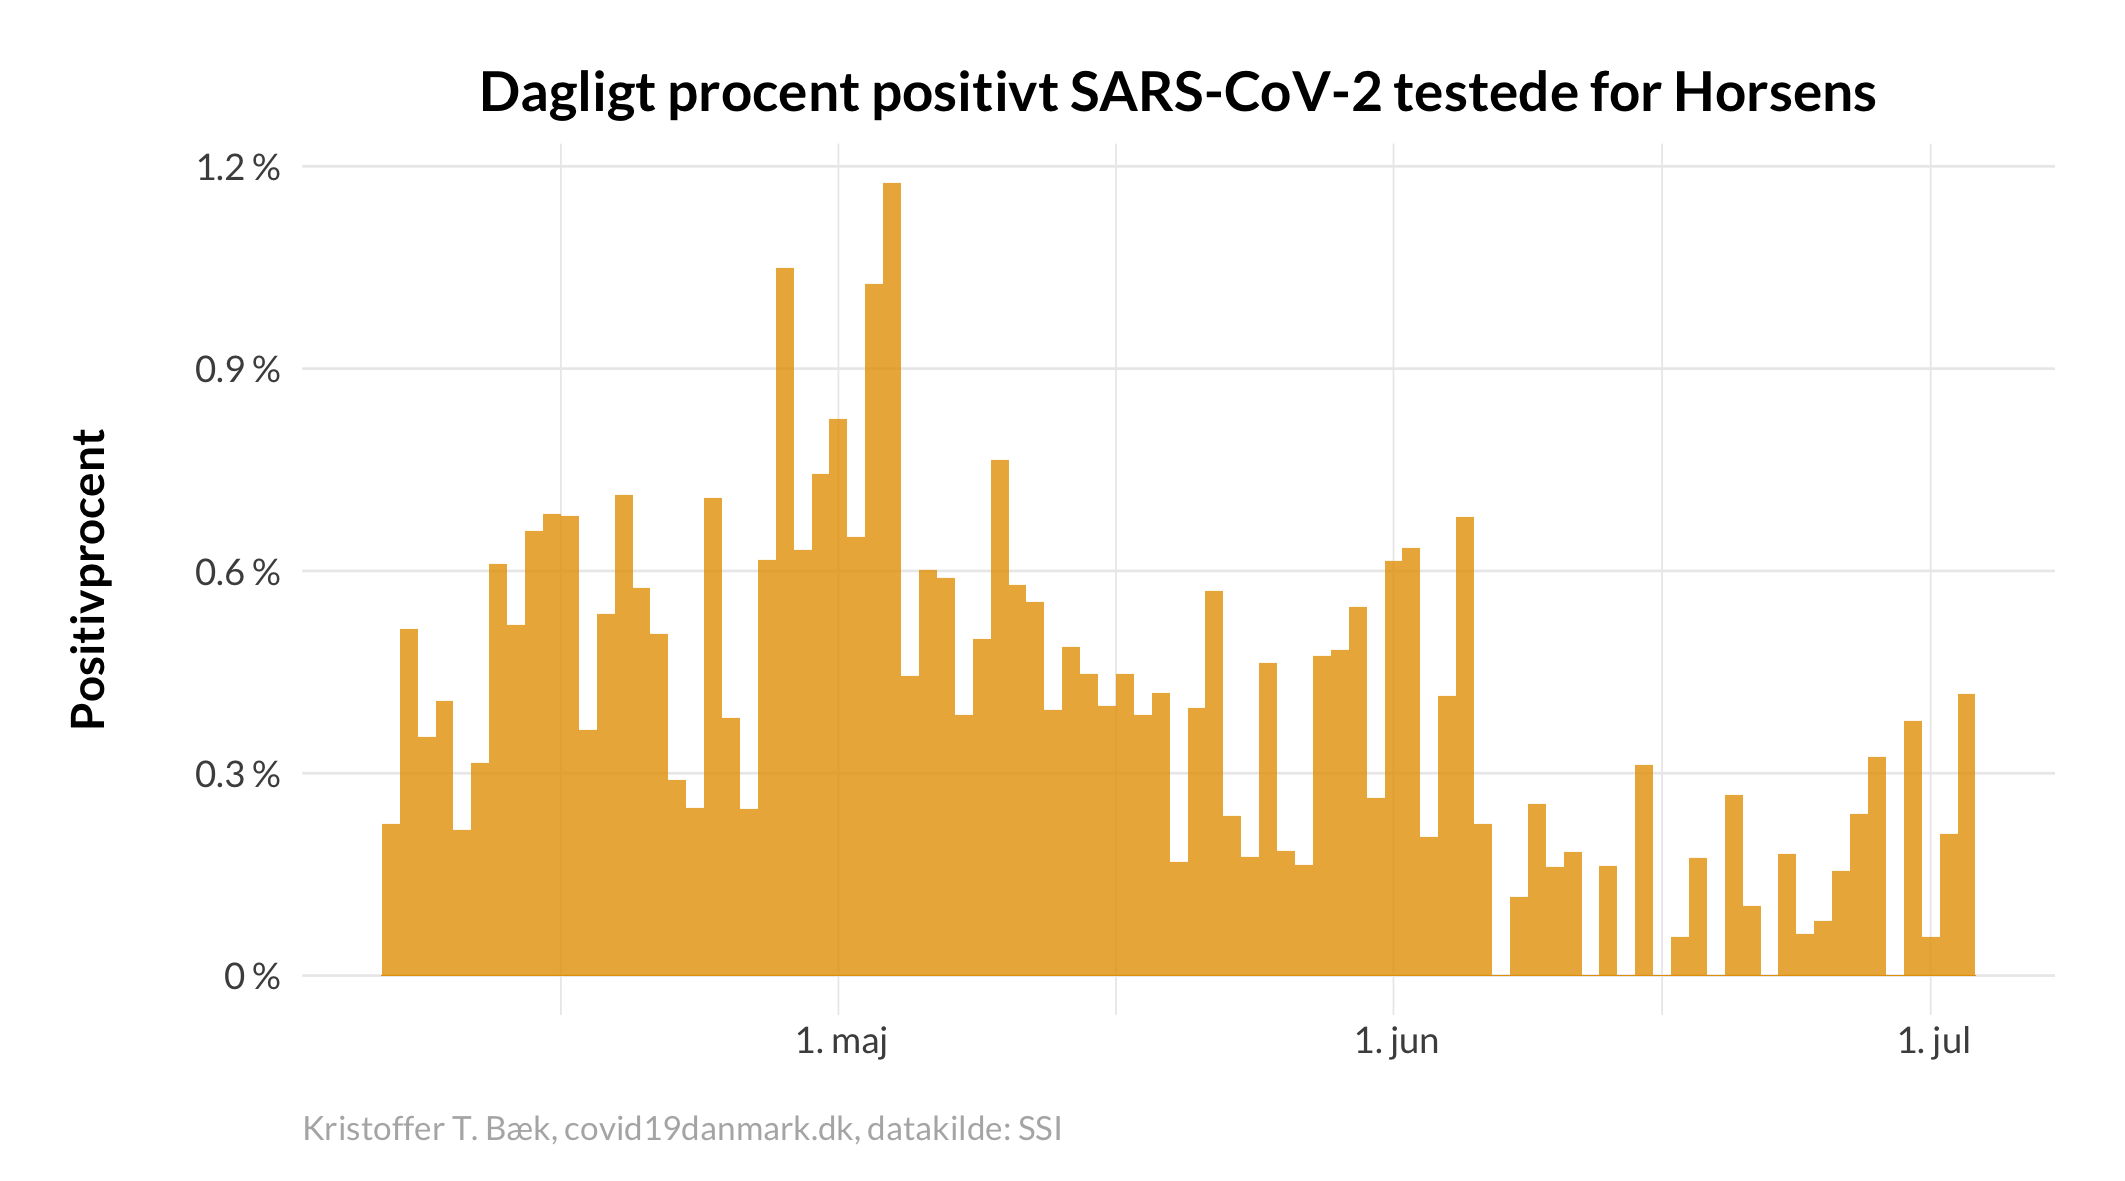 Dagligt procent positivt SARS-CoV-2 testede for Horsens
Positivprocent
1.2 %
0.9 %
0.6 %
0.3 %
0 %
1. maj
1. jun
1. jul
Kristoffer T. Bæk, covid19danmark.dk, datakilde: SSI